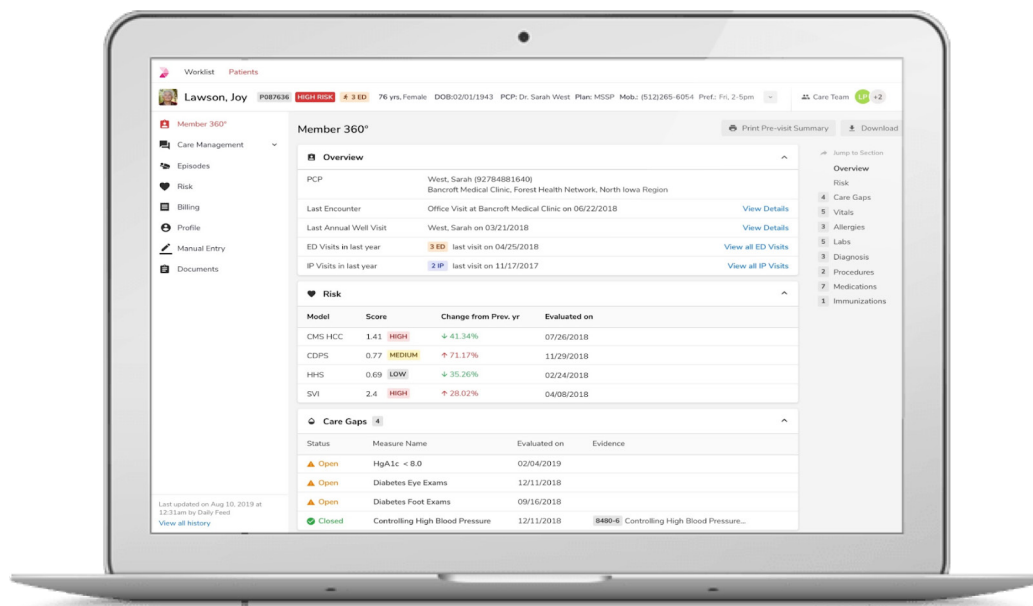 Worklist Patients
Lawson, Joy P087636 HIGH RISK 3 ED 76 yrs, Female DOB:02/01/1943 PCP: Dr. Sarah West Plan: MSSP Mob.: (512)265-6054 Pref.: Fri, 2-5pm Care Team LP +2
Member 360°
Care Management
Episodes
Risk
Billing
Profile
Manual Entry
Documents
Last updated on Aug 10, 2019 at
12:31am by Daily Feed
View all history
Member 360° Print Pre-visit Summary Download
Overview
PCP West, Sarah (92784881640)
Bancroft Medical Clinic, Forest Health Network, North Iowa Region
Last Encounter Office Visit at Bancroft Medical Clinic on 06/22/2018 View Details
Last Annual Well Visit West, Sarah on 03/21/2018 View Details
ED Visits in last year 3 ED last visit on 04/25/2018 View all ED Visits
IP Visits in last year 2 IP last visit on 11/17/2017 View all IP Visits
Risk
Model Score Change from Prev. yr Evaluated on
CMS HCC 1.41 HIGH ↓ 41.34% 07/26/2018
CDPS 0.77 MEDIUM ↑ 71.17% 11/29/2018
HHS 0.69 LOW ↓ 35.26% 02/24/2018
SVI 2.4 HIGH ↑ 28.02% 04/08/2018
Care Gaps 4
Status Measure Name Evaluated on Evidence
Open HgA1c < 8.0 02/04/2019
Open Diabetes Eye Exams 12/11/2018
Open Diabetes Foot Exams 09/16/2018
Closed Controlling High Blood Pressure 12/11/2018 8480-6 Controlling High Blood Pressure...
Jump to Section
Overview
Risk
4 Care Gaps
5 Vitals
3 Allergies
5 Labs
3 Diagnosis
2 Procedures
7 Medications
1 Immunizations